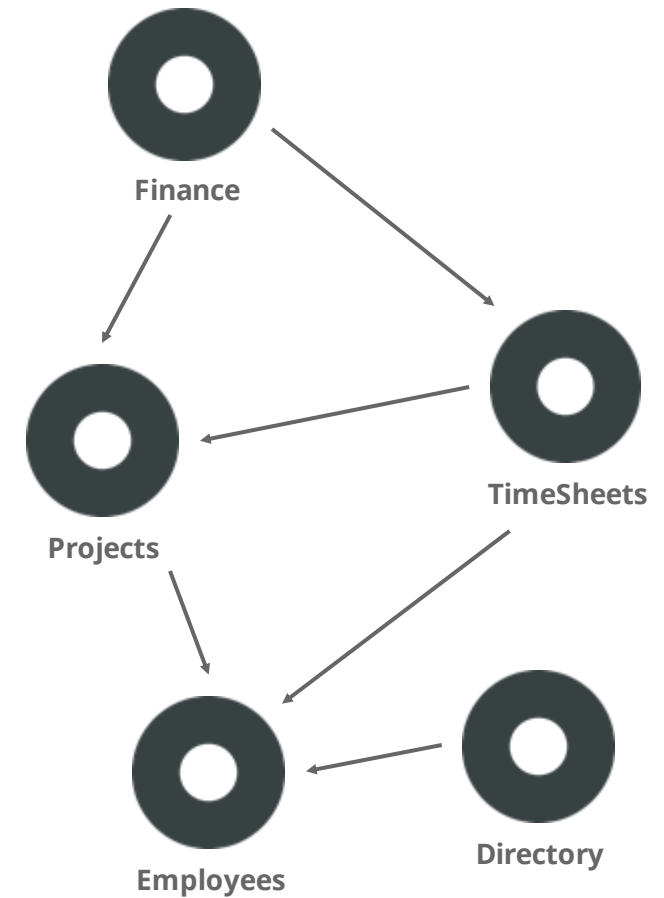 Finance
TimeSheets
Projects
Directory
Employees